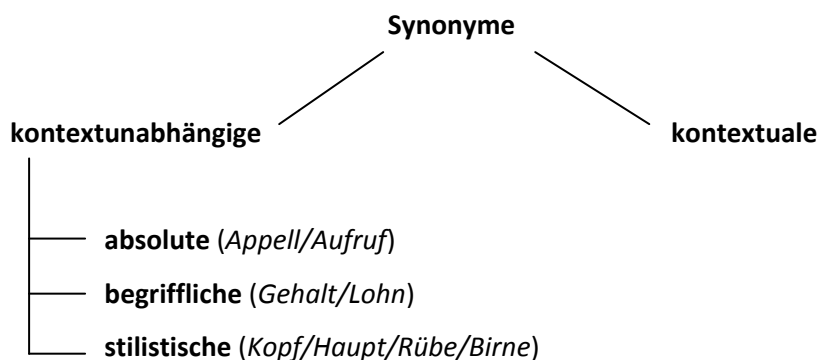 Synonyme
kontextunabhängige kontextuale
absolute (Appell/Aufruf)
begriffliche (Gehalt/Lohn)
stilistische (Kopf/Haupt/Rübe/Birne)